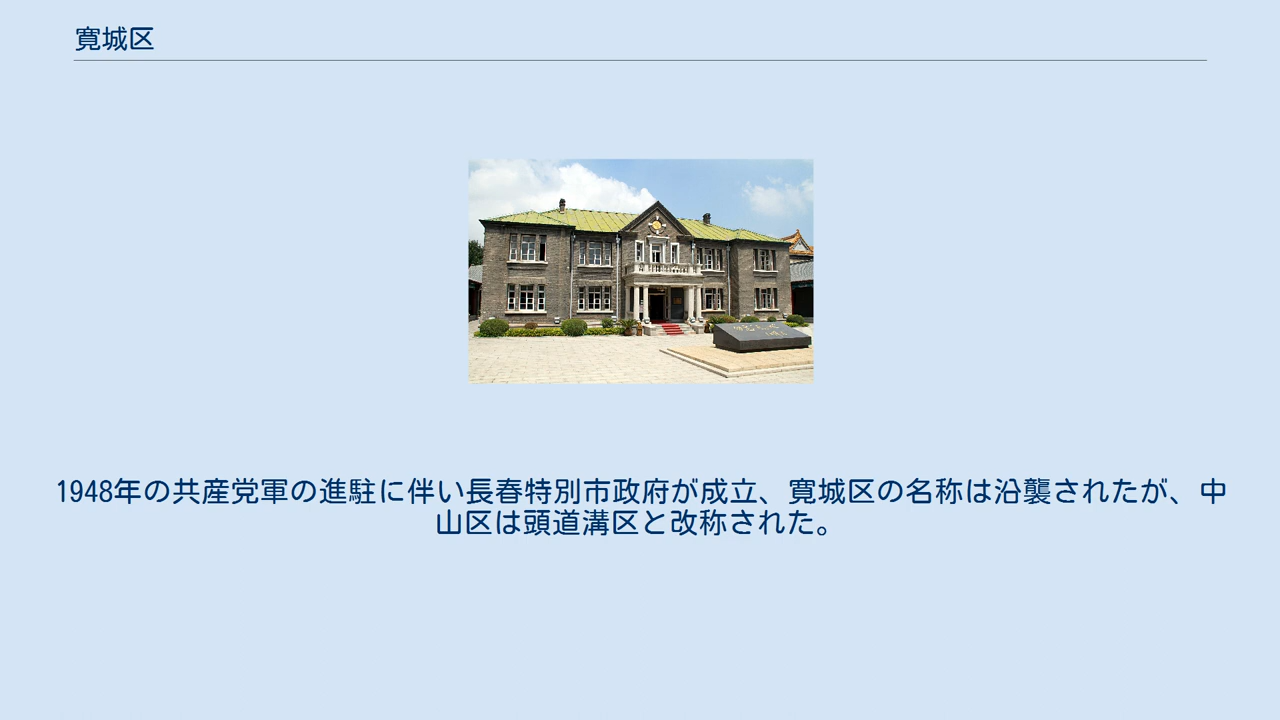 寛城区
1948年の共産党軍の進駐に伴い長春特別市政府が成立、寛城区の名称は沿襲されたが、中
山区は頭道溝区と改称された。